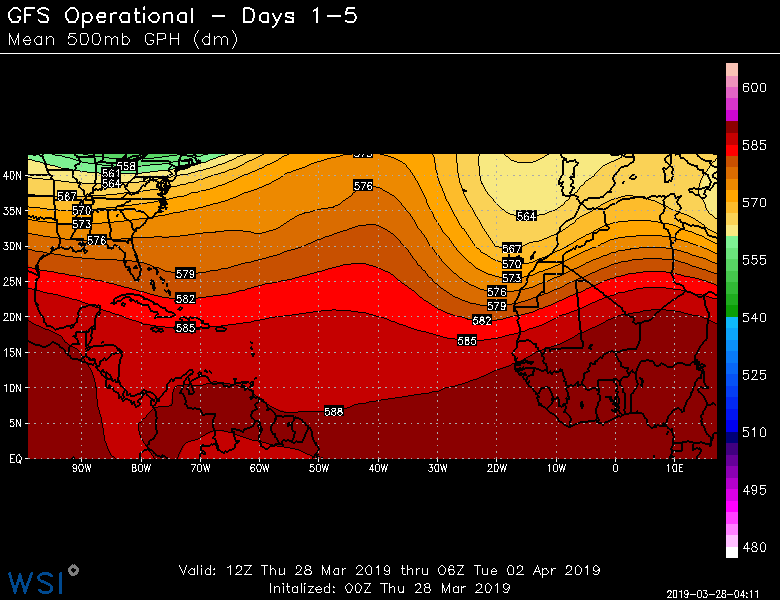 GFS Operational - Days 1-5
Mean 500mb GPH (dm)
600
585
570
555
540
525
510
495
480
40N
35N
30N
25N
20N
15N
10N
5N
EQ
558
561
564
567
570
573
576
579
582
585
573
576
588
564
567
570
573
576
579
582
585
90W
80W
70W
60W
50W
40W
30W
20W
10W
0
10E
Valid: 12Z Thu 28 Mar 2019 thru 06Z Tue 02 Apr 2019
Initalized: 00Z Thu 28 Mar 2019
WSI
2019-03-28-04:11